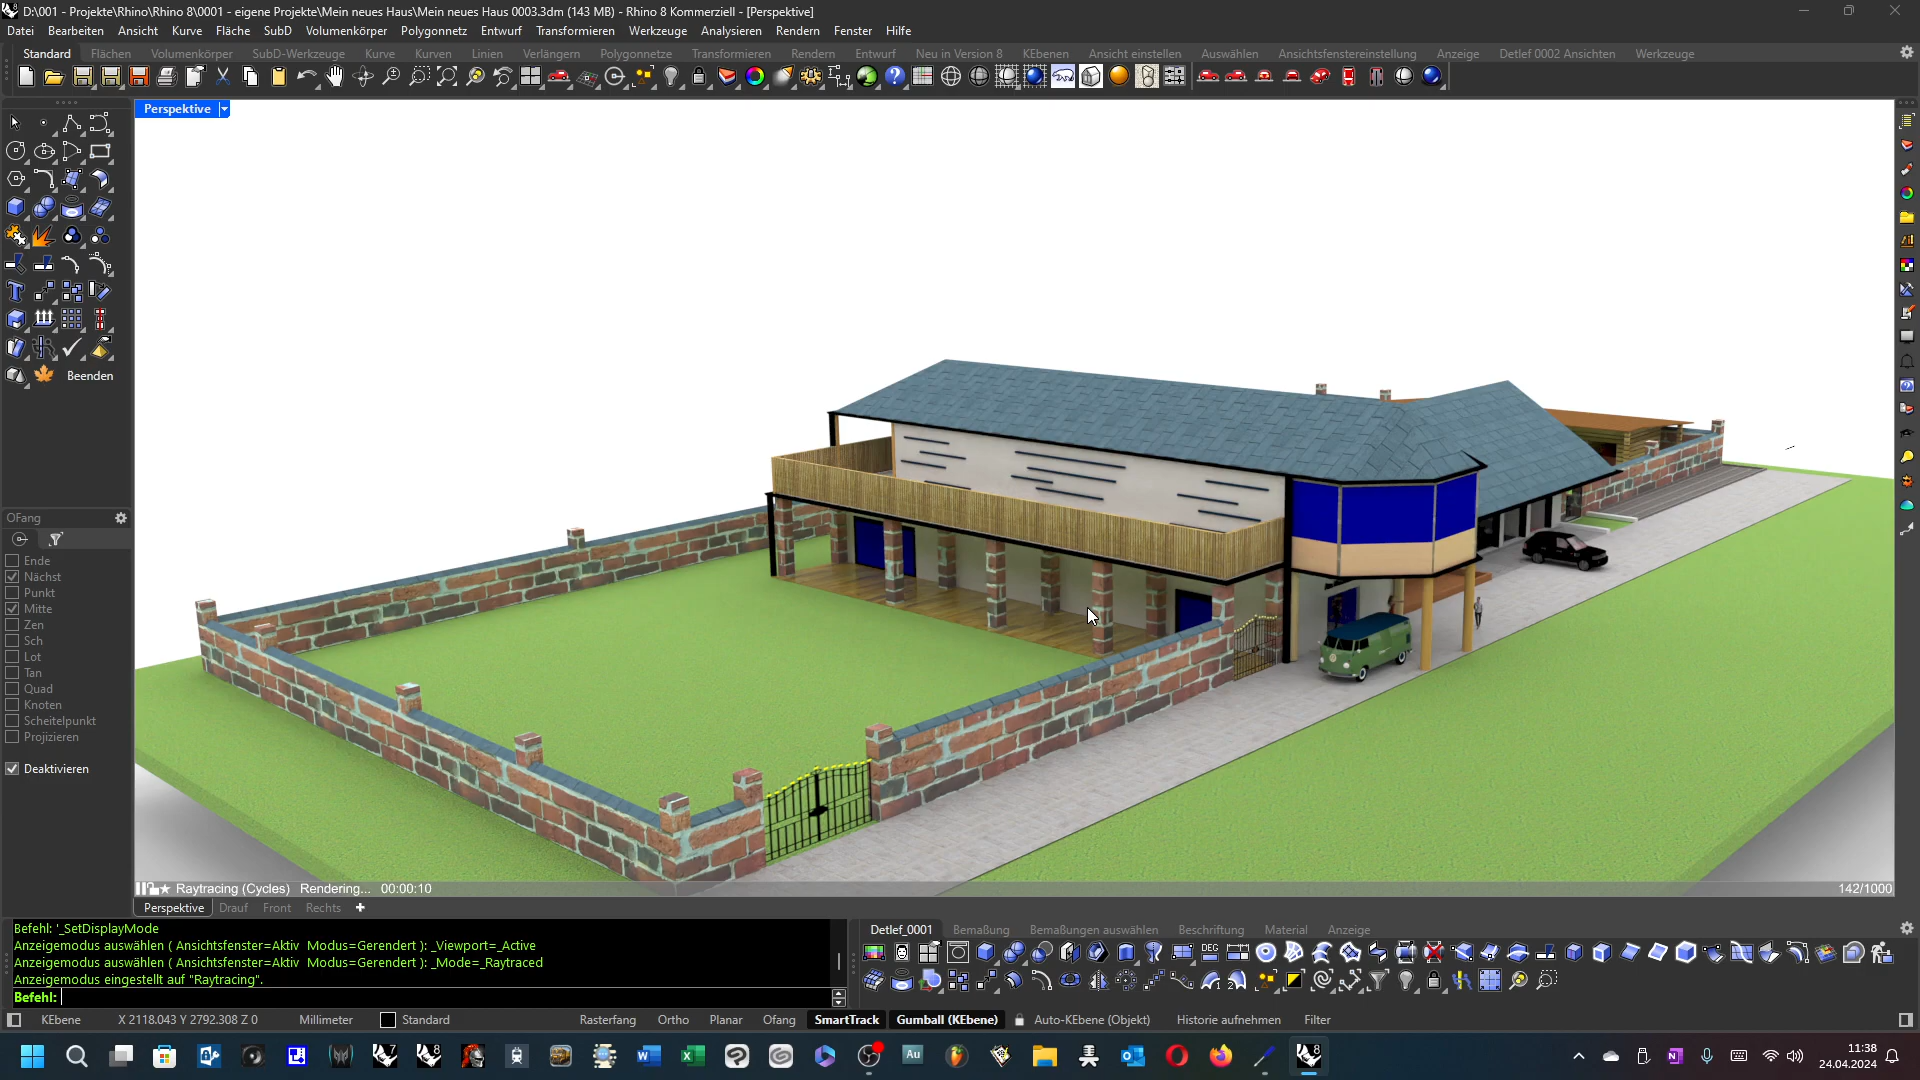 D:\001 - Projekte\Rhino\Rhino 8\0001 - eigene Projekte\Mein neues Haus\Mein neues Haus 0003.3dm (143 MB) - Rhino 8 Kommerziell - [Perspektive]
Datei Bearbeiten Ansicht Kurve Fläche SubD Volumenkörper Polygonnetz Entwurf Transformieren Werkzeuge Analysieren Rendern Fenster Hilfe
Standard Flächen Volumenkörper SubD-Werkzeuge Kurve Kurven Linien Verlängern Polygonnetze Transformieren Rendern Entwurf Neu in Version 8 KEbenen Ansicht einstellen Auswählen Ansichtsfenstereinstellung Anzeige Detlef 0002 Ansichten Werkzeuge
Perspektive
Beenden
OFang
Ende
Nächst
Punkt
Mitte
Zen
Sch
Lot
Tan
Quad
Knoten
Scheitelpunkt
Projizieren
Deaktivieren
Raytracing (Cycles) Rendering... 00:00:10 142/1000
Perspektive Drauf Front Rechts
Befehl: '_SetDisplayMode
Anzeigemodus auswählen ( Ansichtsfenster=Aktiv Modus=Gerendert ): _Viewport=_Active
Anzeigemodus auswählen ( Ansichtsfenster=Aktiv Modus=Gerendert ): _Mode=_Raytraced
Anzeigemodus eingestellt auf "Raytracing".
Befehl:
Detlef_0001 Bemaßung Bemaßungen auswählen Beschriftung Material Anzeige
DEG
KEbene X 2118.043 Y 2792.308 Z 0 Millimeter Standard Rasterfang Ortho Planar Ofang SmartTrack Gumball (KEbene) Auto-KEbene (Objekt) Historie aufnehmen Filter
11:38
24.04.2024